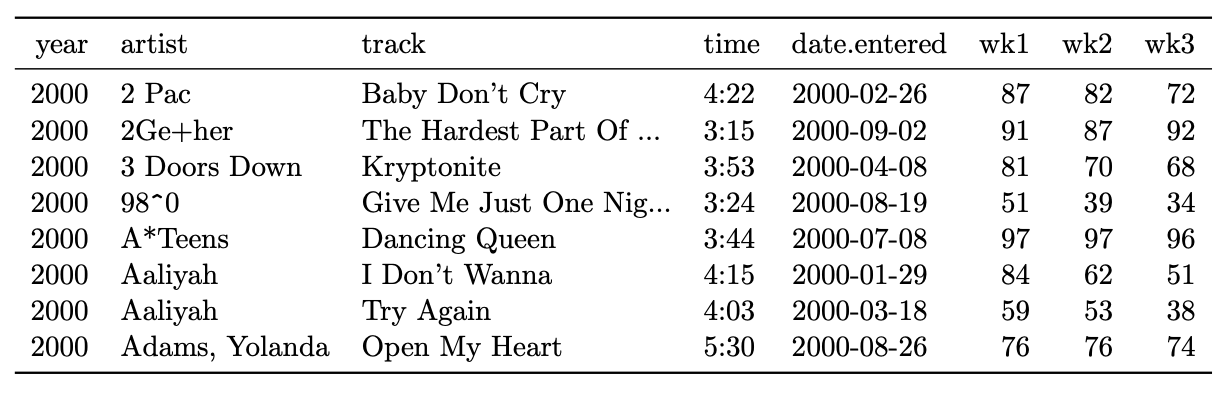 year artist track time date.entered wk1 wk2 wk3
2000 2 Pac Baby Don't Cry 4:22 2000-02-26 87 82 72
2000 2Ge+her The Hardest Part Of ... 3:15 2000-09-02 91 87 92
2000 3 Doors Down Kryptonite 3:53 2000-04-08 81 70 68
2000 98^0 Give Me Just One Nig... 3:24 2000-08-19 51 39 34
2000 A*Teens Dancing Queen 3:44 2000-07-08 97 97 96
2000 Aaliyah I Don't Wanna 4:15 2000-01-29 84 62 51
2000 Aaliyah Try Again 4:03 2000-03-18 59 53 38
2000 Adams, Yolanda Open My Heart 5:30 2000-08-26 76 76 74